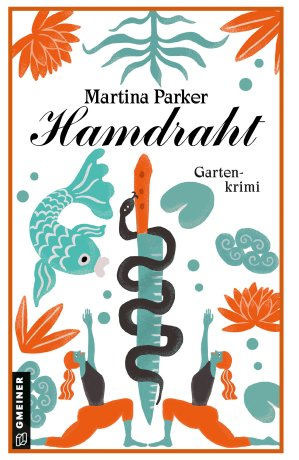 Martina Parker
Hamdraht
Garten-
krimi
GMEINER